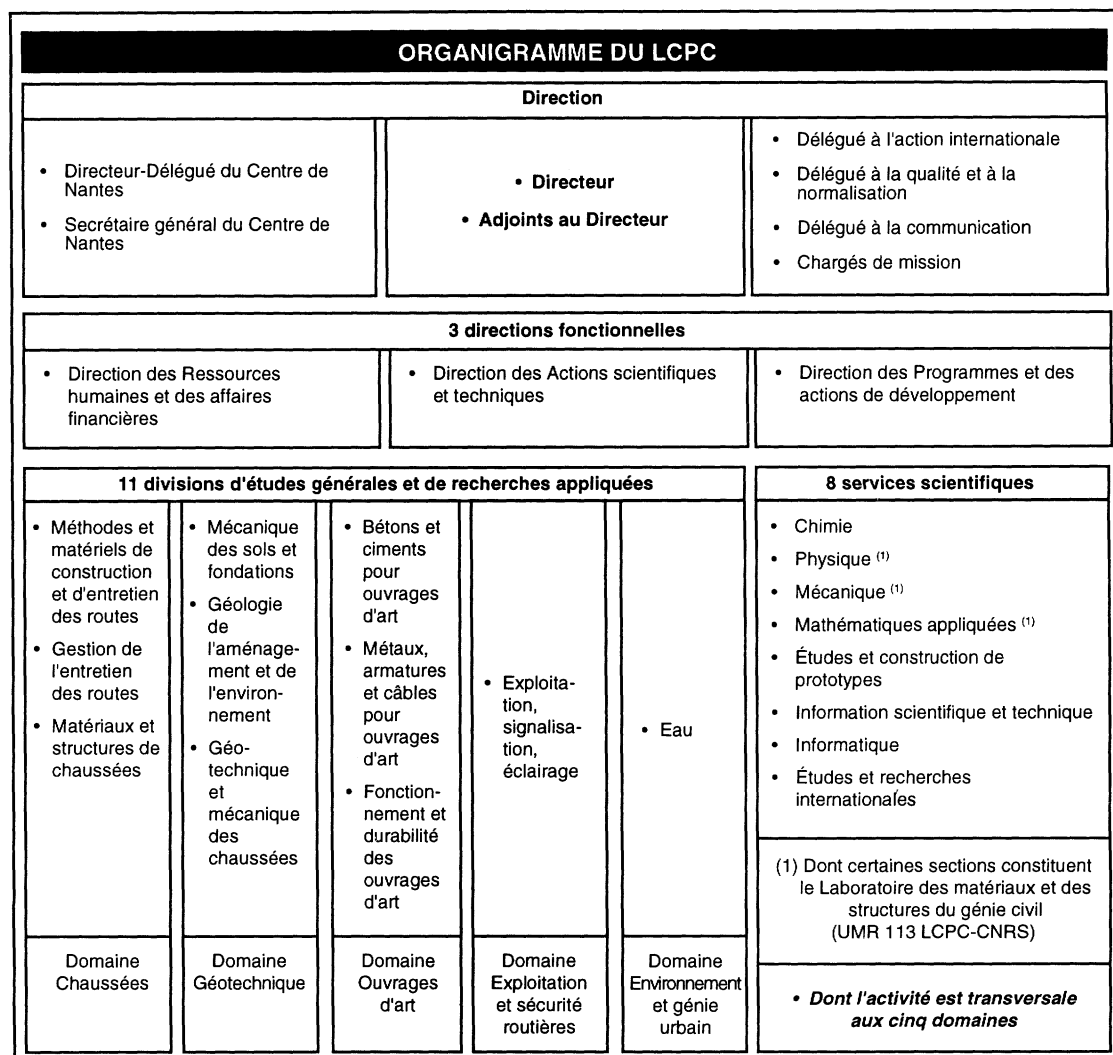 ORGANIGRAMME DU LCPC
Direction
• Directeur-Délégué du Centre de
Nantes
• Secrétaire général du Centre de
Nantes
• Directeur
• Adjoints au Directeur
• Délégué à l'action internationale
• Délégué à la qualité et à la
normalisation
• Délégué à la communication
• Chargés de mission
3 directions fonctionnelles
• Direction des Ressources
humaines et des affaires
financières
• Direction des Actions scientifiques
et techniques
• Direction des Programmes et des
actions de développement
11 divisions d'études générales et de recherches appliquées
• Méthodes et
matériels de
construction
et d'entretien
des routes
• Gestion de
l'entretien
des routes
• Matériaux et
structures de
chaussées
Domaine
Chaussées
• Mécanique
des sols et
fondations
• Géologie
de
l'aménage-
ment et de
l'environ-
nement
• Géo-
technique
et
mécanique
des
chaussées
Domaine
Géotechnique
• Bétons et
ciments
pour
ouvrages
d'art
• Métaux,
armatures
et câbles
pour
ouvrages
d'art
• Fonction-
nement et
durabilité
des
ouvrages
d'art
Domaine
Ouvrages
d'art
• Exploita-
tion,
signalisa-
tion,
éclairage
Domaine
Exploitation
et sécurité
routières
• Eau
Domaine
Environnement
et génie
urbain
8 services scientifiques
• Chimie
• Physique (1)
• Mécanique (1)
• Mathématiques appliquées (1)
• Études et construction de
prototypes
• Information scientifique et technique
• Informatique
• Études et recherches
internationales
(1) Dont certaines sections constituent
le Laboratoire des matériaux et des
structures du génie civil
(UMR 113 LCPC-CNRS)
• Dont l'activité est transversale
aux cinq domaines